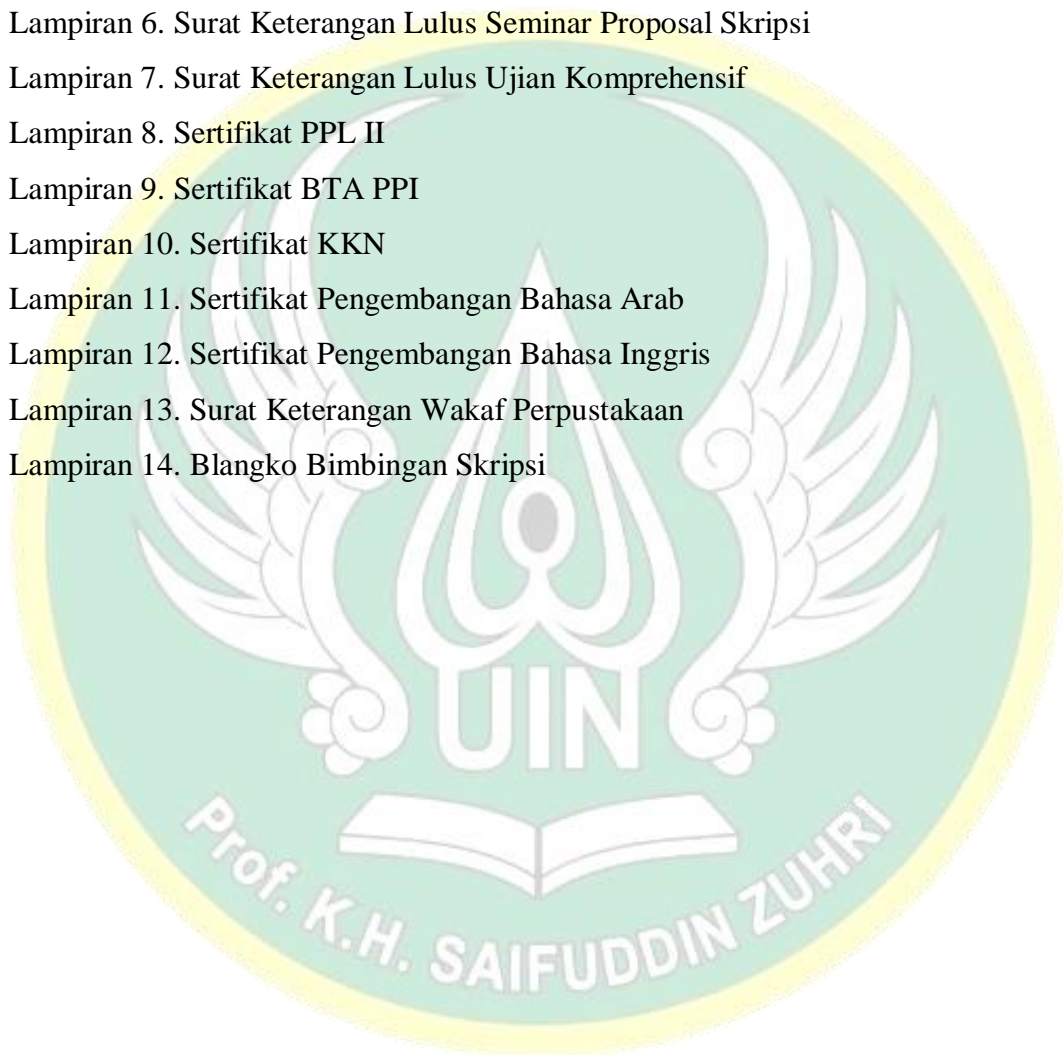 Lampiran 6. Surat Keterangan Lulus Seminar Proposal Skripsi
Lampiran 7. Surat Keterangan Lulus Ujian Komprehensif
Lampiran 8. Sertifikat PPL II
Lampiran 9. Sertifikat BTA PPI
Lampiran 10. Sertifikat KKN
Lampiran 11. Sertifikat Pengembangan Bahasa Arab
Lampiran 12. Sertifikat Pengembangan Bahasa Inggris
Lampiran 13. Surat Keterangan Wakaf Perpustakaan
Lampiran 14. Blangko Bimbingan Skripsi
UIN
Prof. K.H. SAIFUDDIN ZUHRI